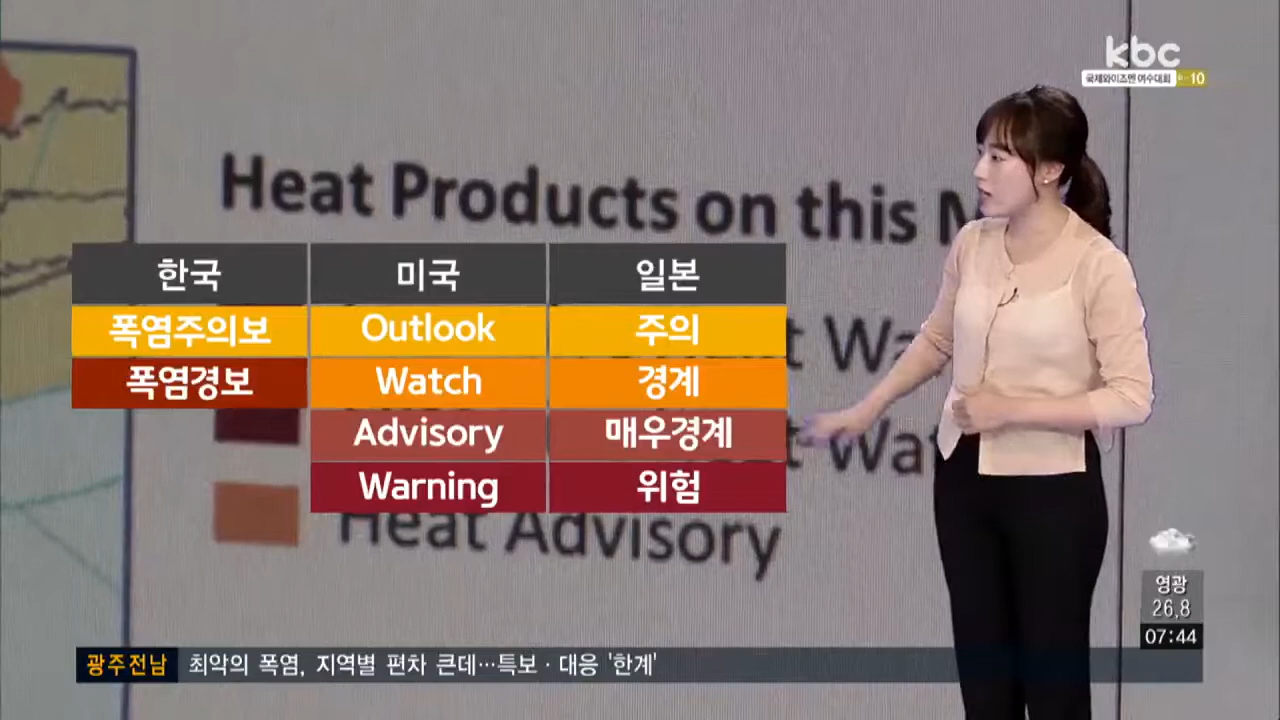 kbc
국제와이즈멘 여수대회
10
Heat Products on this M
한국 미국 일본
폭염주의보 Outlook 주의
폭염경보 Watch 경계
Advisory 매우경계
Warning 위험
Heat Advisory
영광
26.8
07:44
광주전남 최악의 폭염, 지역별 편차 큰데…특보·대응 '한계'